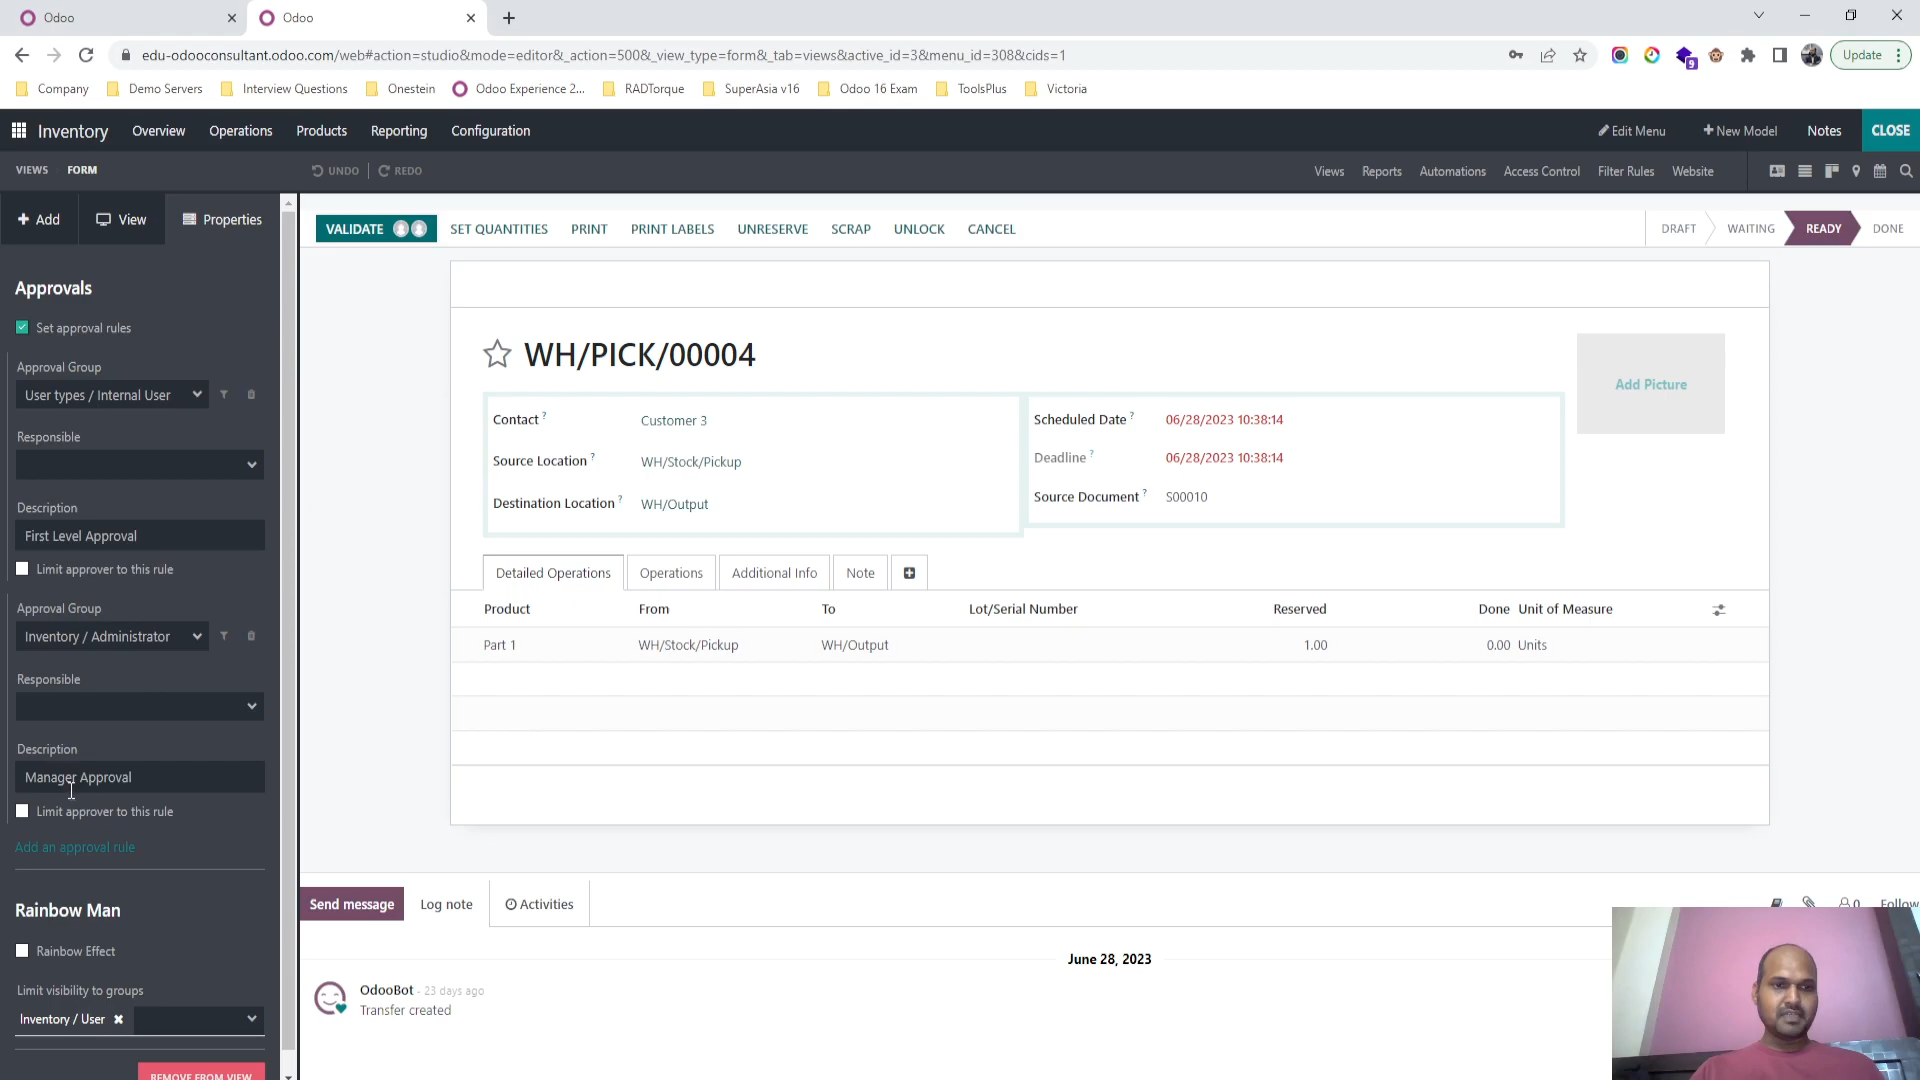 Odoo
Odoo
edu-odooconsultant.odoo.com/web#action=studio&mode=editor&_action=500&_view_type=form&_tab=views&active_id=3&menu_id=308&cids=1
9
Update
Company
Demo Servers
Interview Questions
Onestein
Odoo Experience 2...
RADTorque
SuperAsia v16
Odoo 16 Exam
ToolsPlus
Victoria
Inventory
Overview
Operations
Products
Reporting
Configuration
Edit Menu
New Model
Notes
CLOSE
VIEWS
FORM
UNDO
REDO
Views
Reports
Automations
Access Control
Filter Rules
Website
Add
View
Properties
VALIDATE
SET QUANTITIES
PRINT
PRINT LABELS
UNRESERVE
SCRAP
UNLOCK
CANCEL
DRAFT
WAITING
READY
DONE
Approvals
Set approval rules
Approval Group
User types / Internal User
Responsible
Description
First Level Approval
Limit approver to this rule
Approval Group
Inventory / Administrator
Responsible
Description
Manager Approval
Limit approver to this rule
Add an approval rule
Rainbow Man
Rainbow Effect
Limit visibility to groups
Inventory / User
REMOVE FROM VIEW
WH/PICK/00004
Add Picture
Contact ?
Customer 3
Source Location ?
WH/Stock/Pickup
Destination Location ?
WH/Output
Scheduled Date ?
06/28/2023 10:38:14
Deadline ?
06/28/2023 10:38:14
Source Document ?
S00010
Detailed Operations
Operations
Additional Info
Note
Product
From
To
Lot/Serial Number
Reserved
Done
Unit of Measure
Part 1
WH/Stock/Pickup
WH/Output
1.00
0.00
Units
Send message
Log note
Activities
0
Follow
June 28, 2023
OdooBot - 23 days ago
Transfer created